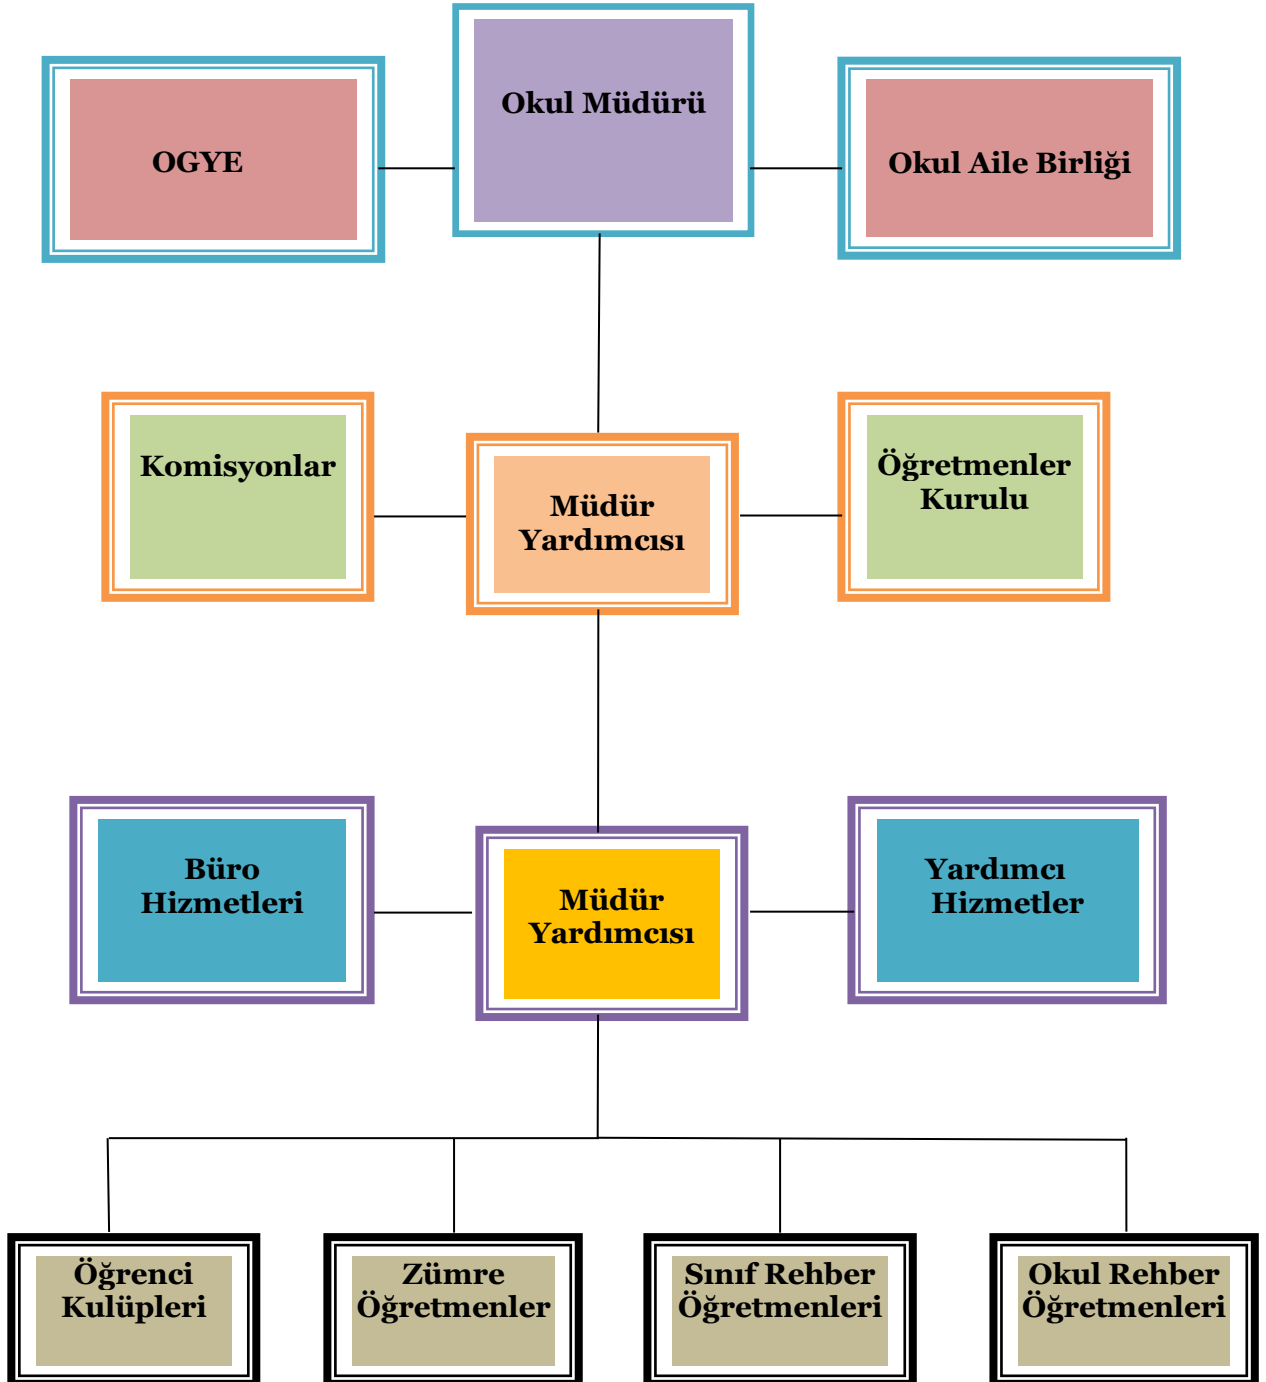 OGYE
Okul Müdürü
Okul Aile Birliği
Komisyonlar
Müdür
Yardımcısı
Öğretmenler
Kurulu
Büro
Hizmetleri
Müdür
Yardımcısı
Yardımcı
Hizmetler
Öğrenci
Kulüpleri
Zümre
Öğretmenler
Sınıf Rehber
Öğretmenleri
Okul Rehber
Öğretmenleri